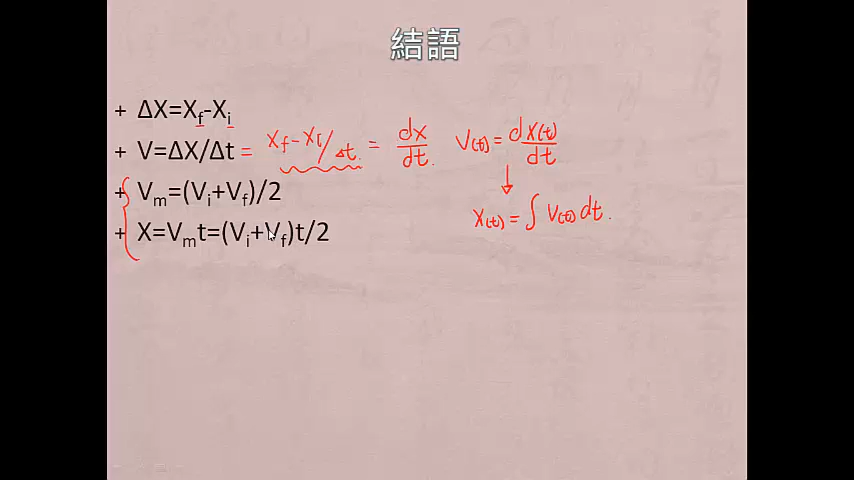 結語
+ ΔX=Xf-Xi
+ V=ΔX/Δt = Xf-Xi/Δt = dx/dt. V(t)=dX(t)/dt
+ Vm=(Vi+Vf)/2
X(t)=∫V(t)dt.
+ X=Vmt=(Vi+Vf)t/2